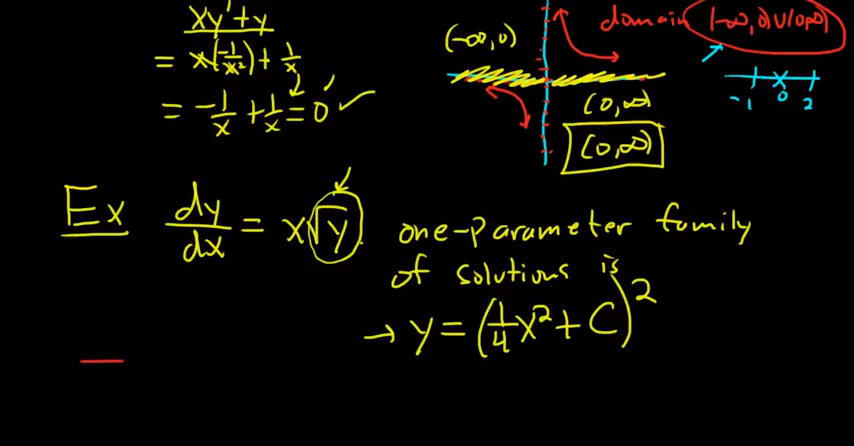 xy' + y
= x(-1/x²) + 1/x
= -1/x + 1/x = 0 ✓
domain (-∞,0)∪(0,∞)
(-∞,0)
(0,∞)
(0,∞)
-1 0 2
Ex dy/dx = x√y one-parameter family
of solutions is
→ y = (1/4 x² + C)²